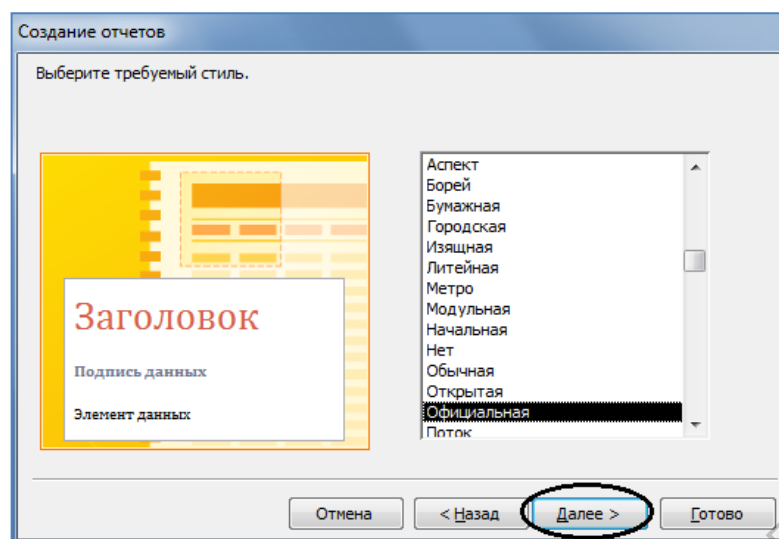 Создание отчетов
Выберите требуемый стиль.
Заголовок
Подпись данных
Элемент данных
Аспект
Борей
Бумажная
Городская
Изящная
Литейная
Метро
Модульная
Начальная
Нет
Обычная
Открытая
Официальная
Поток
Отмена
< Назад
Далее >
Готово